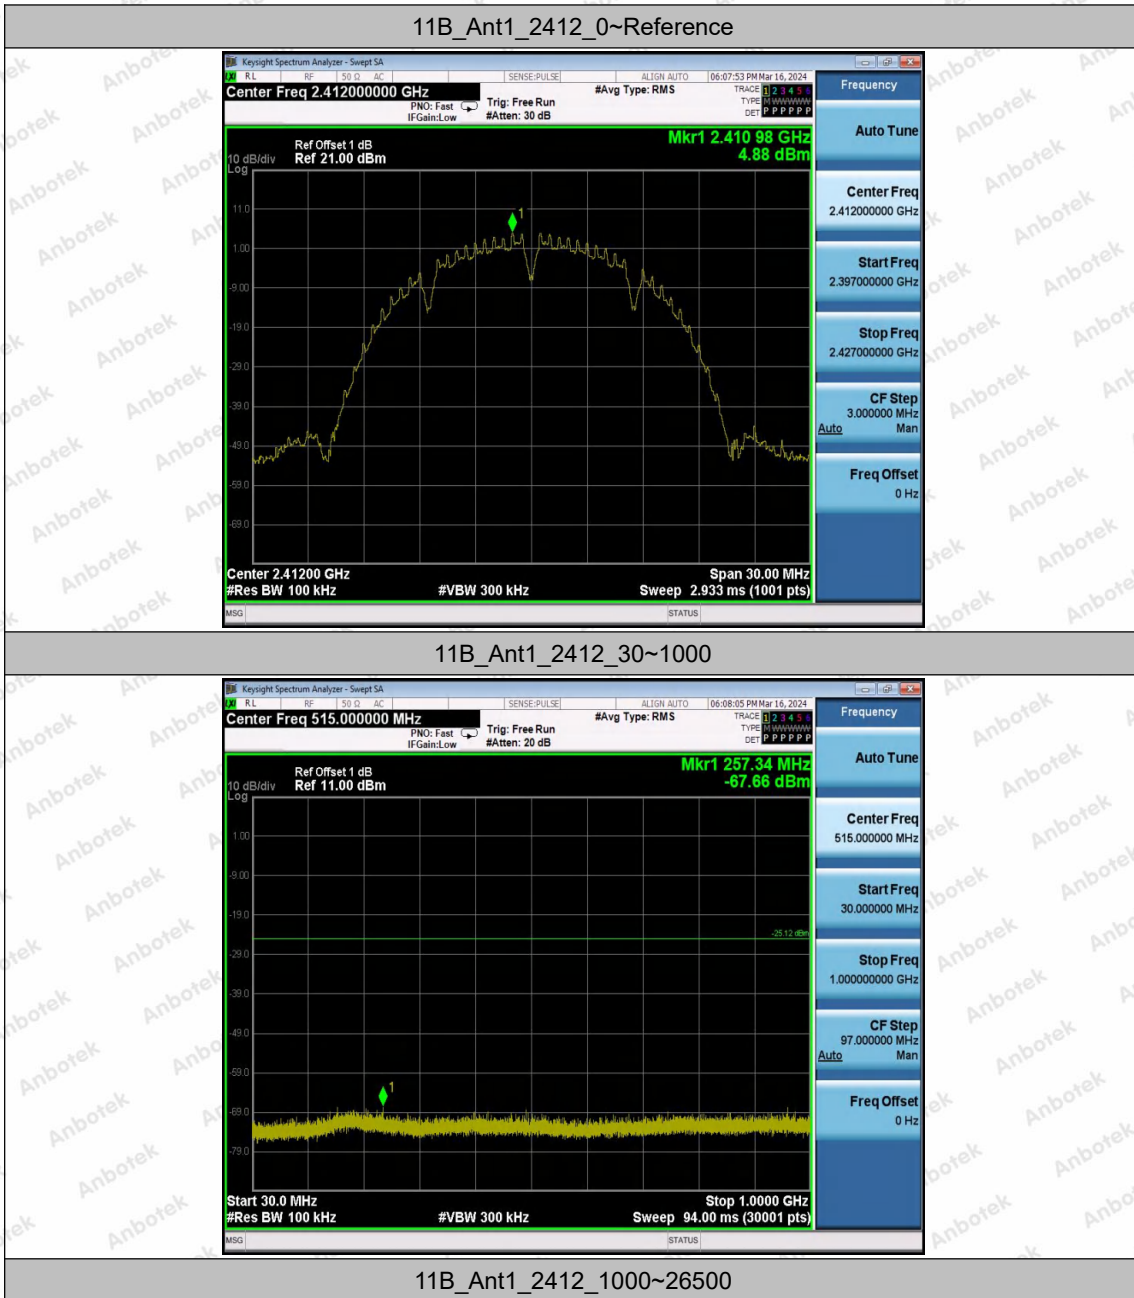 11B_Ant1_2412_0~Reference
Keysight Spectrum Analyzer - Swept SA
RL RF 50 Ω AC SENSE:PULSE ALIGN AUTO 06:07:53 PM Mar 16, 2024
Center Freq 2.412000000 GHz #Avg Type: RMS TRACE 1 2 3 4 5 6
PNO: Fast Trig: Free Run TYPE M WWWWW
IFGain:Low #Atten: 30 dB DET P P P P P P
Frequency
Mkr1 2.410 98 GHz
4.88 dBm
Ref Offset 1 dB
10 dB/div Ref 21.00 dBm
Log
11.0
1.00
-9.00
-19.0
-29.0
-39.0
-49.0
-59.0
-69.0
1
Center 2.41200 GHz Span 30.00 MHz
#Res BW 100 kHz #VBW 300 kHz Sweep 2.933 ms (1001 pts)
MSG STATUS
Auto Tune
Center Freq
2.412000000 GHz
Start Freq
2.397000000 GHz
Stop Freq
2.427000000 GHz
CF Step
3.000000 MHz
Auto Man
Freq Offset
0 Hz
11B_Ant1_2412_30~1000
Keysight Spectrum Analyzer - Swept SA
RL RF 50 Ω AC SENSE:PULSE ALIGN AUTO 06:08:05 PM Mar 16, 2024
Center Freq 515.000000 MHz #Avg Type: RMS TRACE 1 2 3 4 5 6
PNO: Fast Trig: Free Run TYPE M WWWWW
IFGain:Low #Atten: 20 dB DET P P P P P P
Frequency
Mkr1 257.34 MHz
-67.66 dBm
Ref Offset 1 dB
10 dB/div Ref 11.00 dBm
Log
1.00
-9.00
-19.0
-25.12 dBm
-29.0
-39.0
-49.0
-59.0
-69.0
-79.0
1
Start 30.0 MHz Stop 1.0000 GHz
#Res BW 100 kHz #VBW 300 kHz Sweep 94.00 ms (30001 pts)
MSG STATUS
Auto Tune
Center Freq
515.000000 MHz
Start Freq
30.000000 MHz
Stop Freq
1.000000000 GHz
CF Step
97.000000 MHz
Auto Man
Freq Offset
0 Hz
11B_Ant1_2412_1000~26500
Anbotek